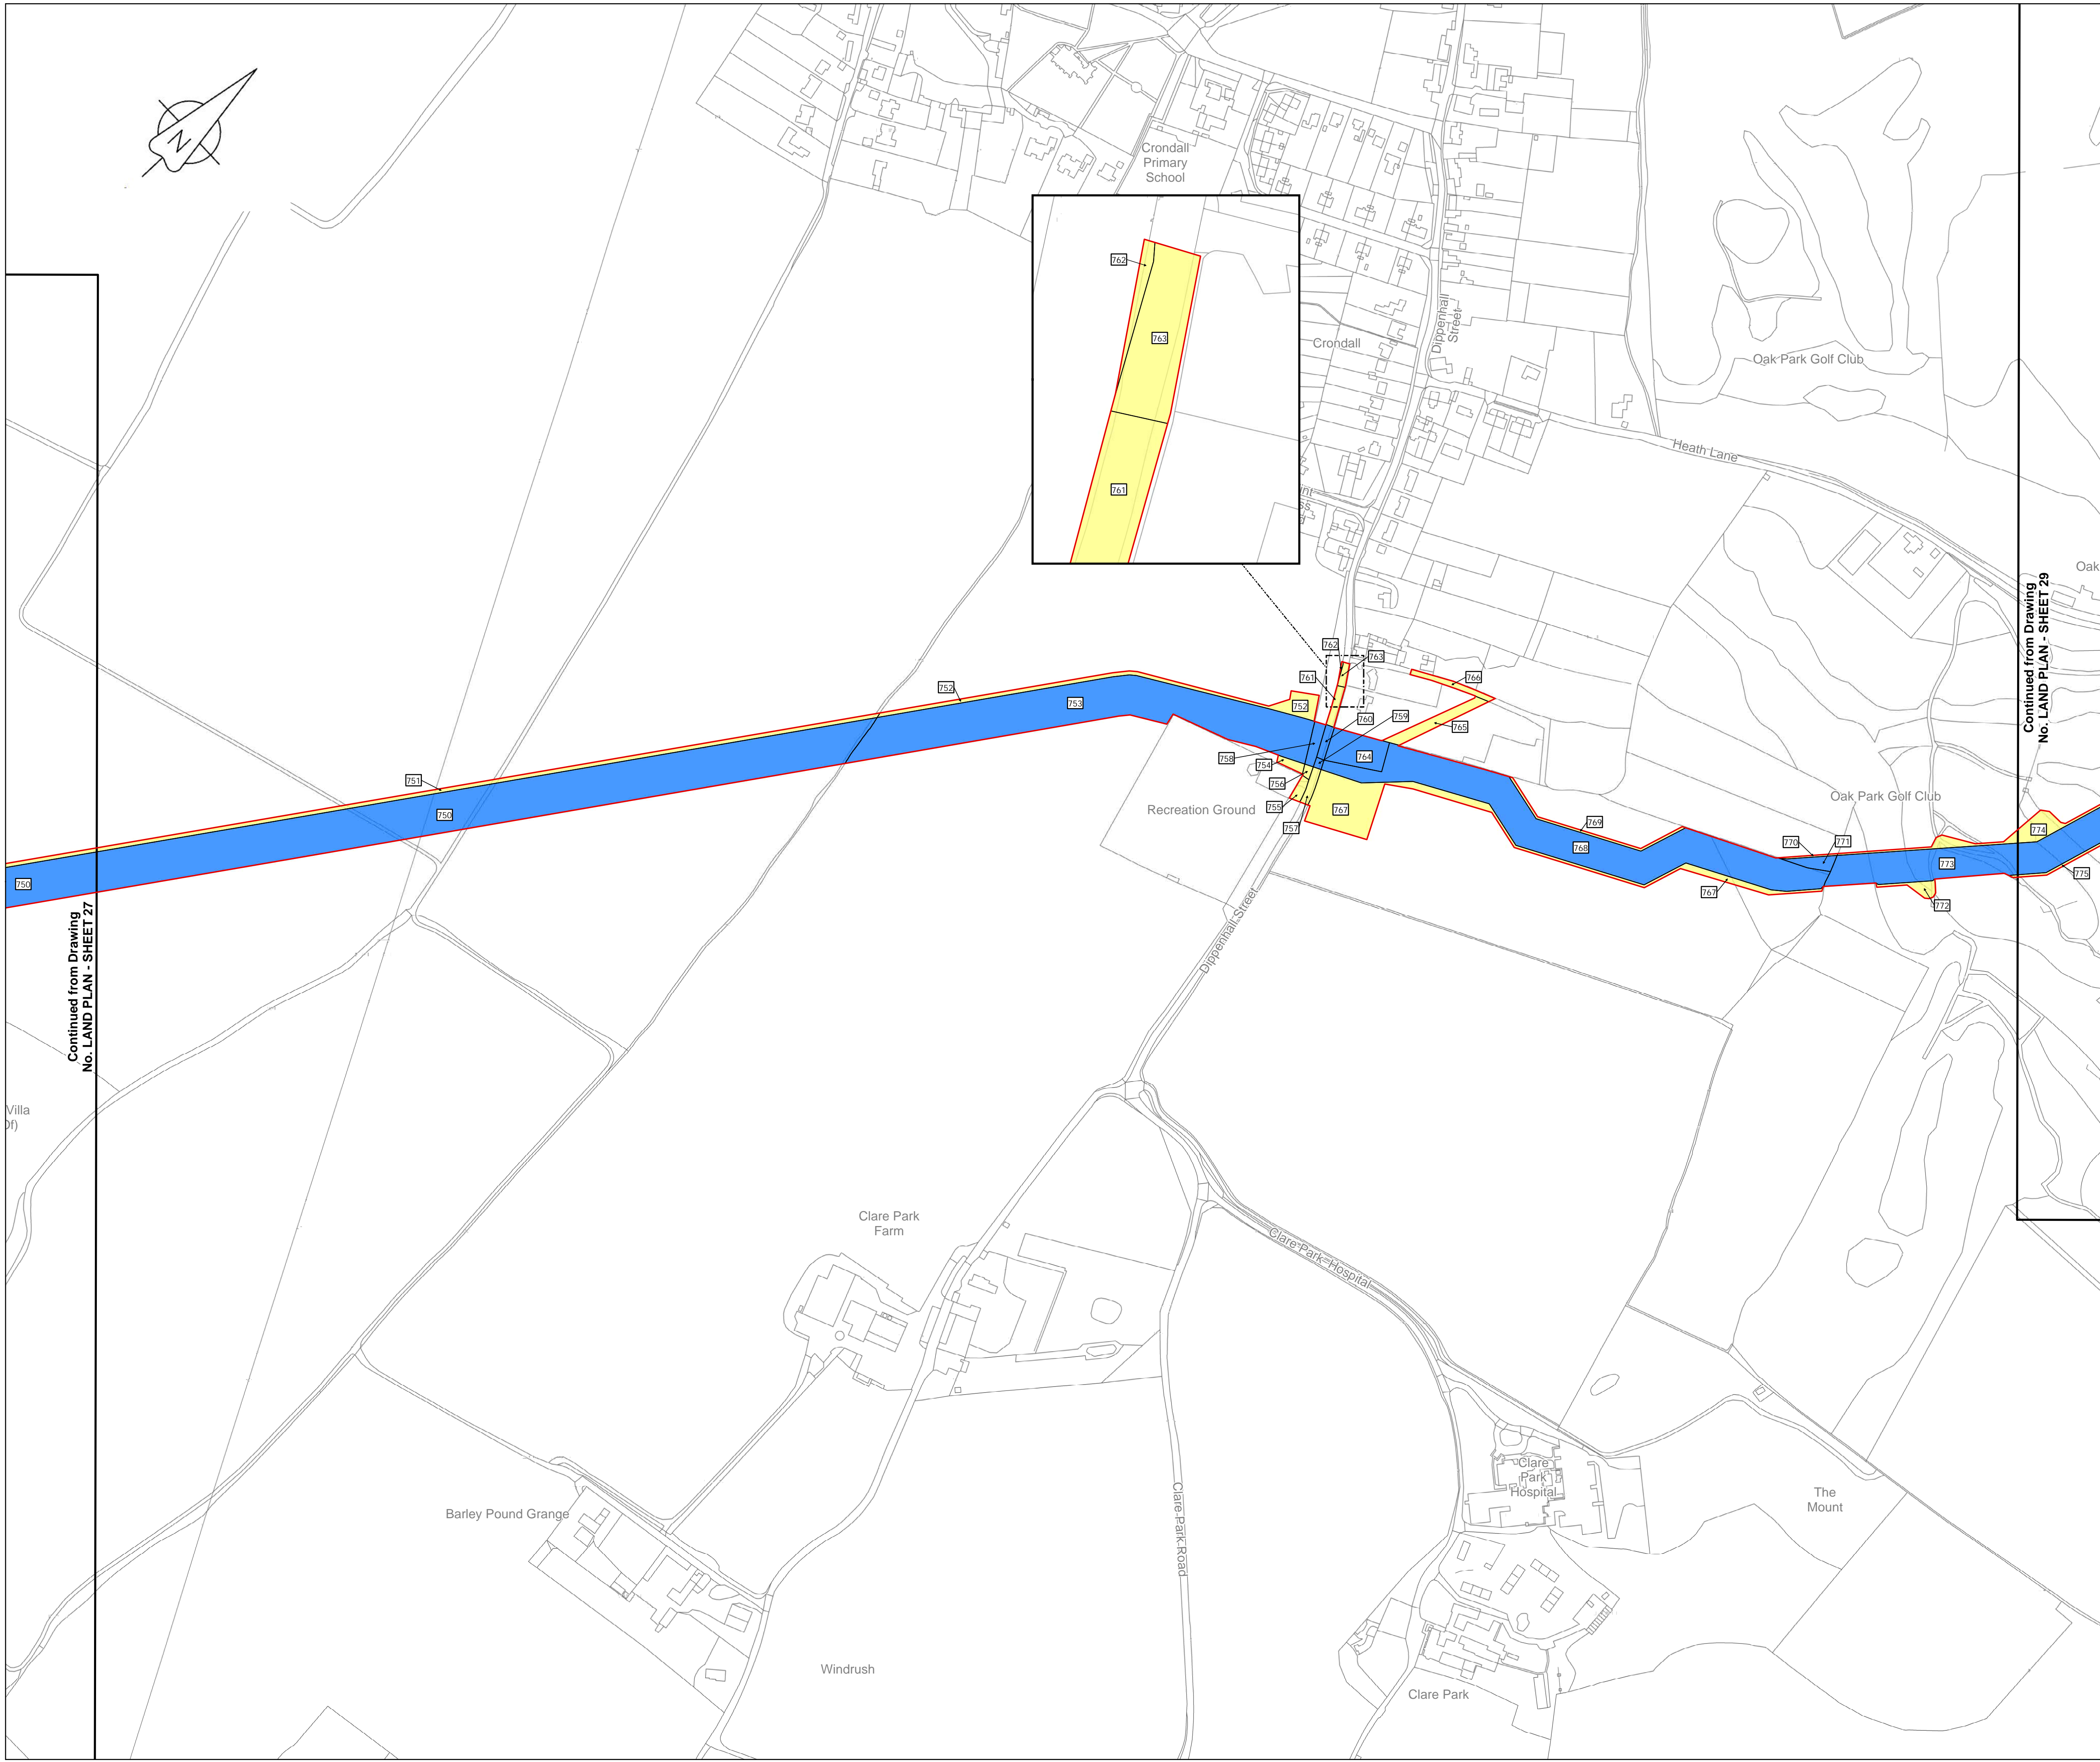 N
Crondall
Primary
School
762
763
761
Crondall
Dippenhall
Street
Oak Park Golf Club
Heath Lane
Oak
Continued from Drawing
No. LAND PLAN - SHEET 29
762
763
761
766
752
752
753
760
759
765
758
754
764
751
750
756
755
757
767
Recreation Ground
Oak Park Golf Club
769
768
770
771
774
773
775
767
772
750
Continued from Drawing
No. LAND PLAN - SHEET 27
Dippenhall Street
Villa
Of)
Clare Park
Farm
Clare Park Hospital
Clare
Park
Hospital
The
Mount
Barley Pound Grange
Clare Park Road
Windrush
Clare Park